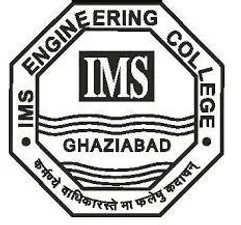 • IMS ENGINEERING COLLEGE •
IMS
GHAZIABAD
कर्मण्ये वाधिकारस्ते मा फलेषु कदाचन्